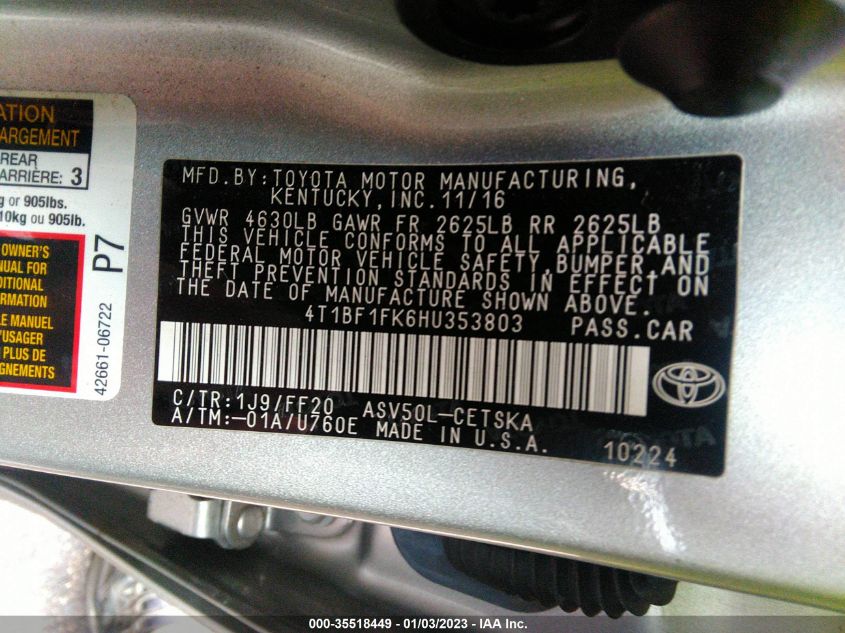 ATION
ARGEMENT
REAR
ARRIÈRE: 3
g or 905lb.
10kg ou 905lb.
OWNER'S
NUAL FOR
DITIONAL
ORMATION
LE MANUEL
'USAGER
PLUS DE
IGNEMENTS
P7
42661-06722
MFD.BY:TOYOTA MOTOR MANUFACTURING,
KENTUCKY, INC. 11/16
GVWR 4630LB GAWR FR 2625LB RR 2625LB
THIS VEHICLE CONFORMS TO ALL APPLICABLE
FEDERAL MOTOR VEHICLE SAFETY,BUMPER,AND
THEFT PREVENTION STANDARDS IN EFFECT ON
THE DATE OF MANUFACTURE SHOWN ABOVE.
4T1BF1FK6HU353803 PASS.CAR
C/TR:1J9/FF20 ASV50L-CETSKA
A/TM:-01A/U760E MADE IN U.S.A.
10224
000-35518449 - 01/03/2023 - IAA Inc.